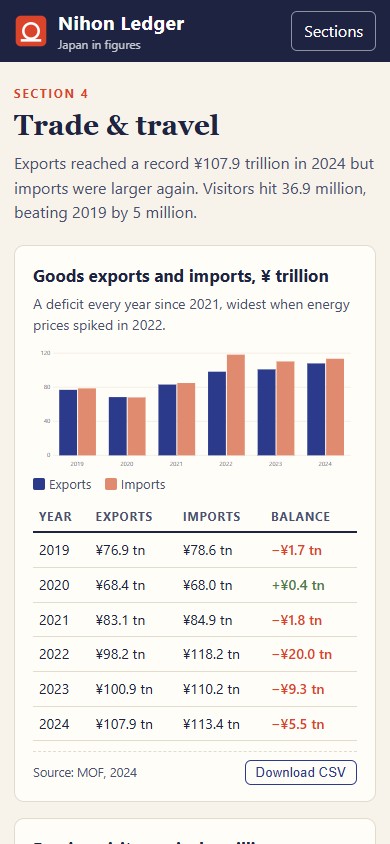 Nihon Ledger
Japan in figures
Sections
SECTION 4
Trade & travel
Exports reached a record ¥107.9 trillion in 2024 but
imports were larger again. Visitors hit 36.9 million,
beating 2019 by 5 million.
Goods exports and imports, ¥ trillion
A deficit every year since 2021, widest when energy
prices spiked in 2022.
120
80
40
0
2019 2020 2021 2022 2023 2024
Exports Imports
YEAR EXPORTS IMPORTS BALANCE
2019 ¥76.9 tn ¥78.6 tn −¥1.7 tn
2020 ¥68.4 tn ¥68.0 tn +¥0.4 tn
2021 ¥83.1 tn ¥84.9 tn −¥1.8 tn
2022 ¥98.2 tn ¥118.2 tn −¥20.0 tn
2023 ¥100.9 tn ¥110.2 tn −¥9.3 tn
2024 ¥107.9 tn ¥113.4 tn −¥5.5 tn
Source: MOF, 2024
Download CSV